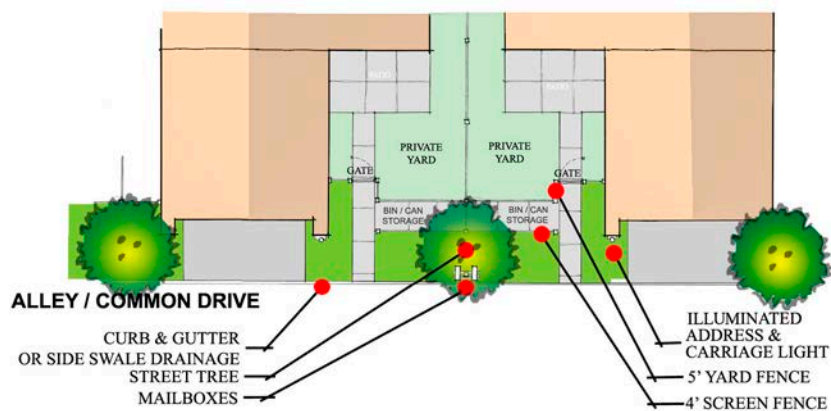 PATIO
PATIO
PRIVATE
YARD
PRIVATE
YARD
GATE
GATE
BIN / CAN
STORAGE
BIN / CAN
STORAGE
ALLEY / COMMON DRIVE
CURB & GUTTER
OR SIDE SWALE DRAINAGE
STREET TREE
MAILBOXES
ILLUMINATED
ADDRESS &
CARRIAGE LIGHT
5' YARD FENCE
4' SCREEN FENCE